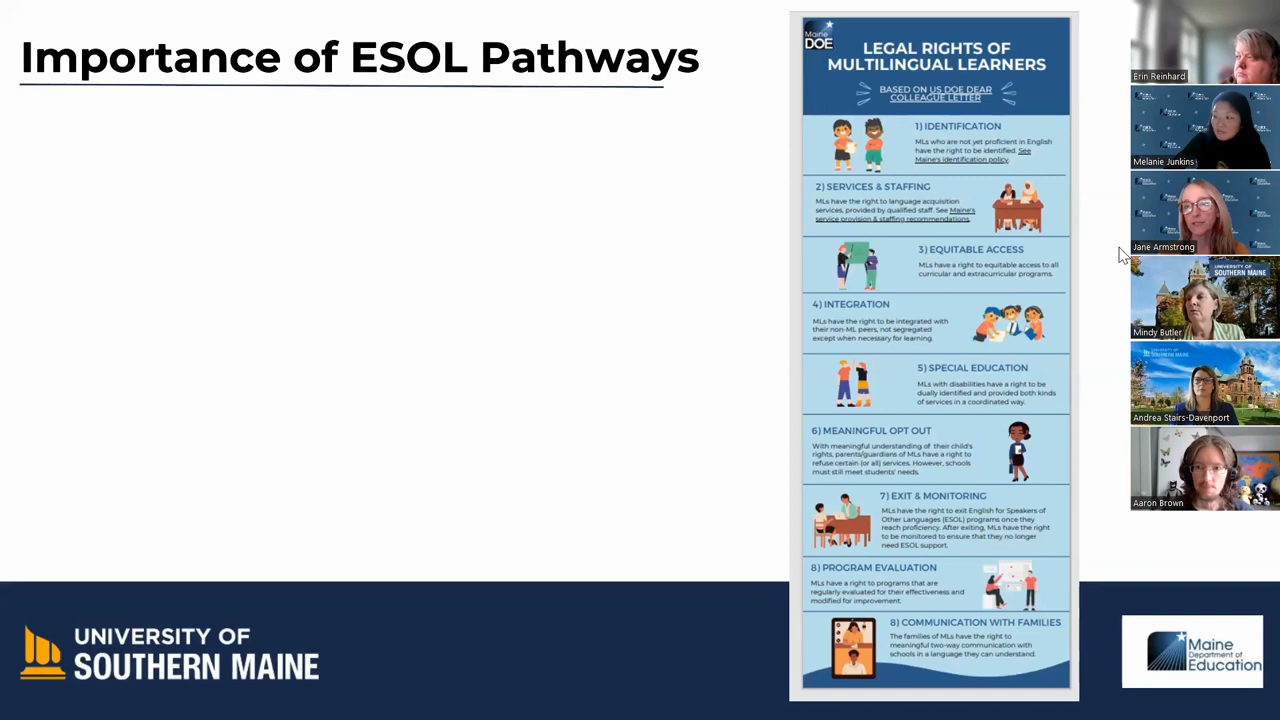 Importance of ESOL Pathways
Maine
DOE
LEGAL RIGHTS OF
MULTILINGUAL LEARNERS
BASED ON US DOE DEAR
COLLEAGUE LETTER
1) IDENTIFICATION
MLs who are not yet proficient in English
have the right to be identified. See
Maine's identification policy.
2) SERVICES & STAFFING
MLs have the right to language acquisition
services, provided by qualified staff. See Maine's
service provision & staffing recommendations.
3) EQUITABLE ACCESS
MLs have a right to equitable access to all
curricular and extracurricular programs.
4) INTEGRATION
MLs have the right to be integrated with
their non-ML peers, not segregated
except when necessary for learning.
5) SPECIAL EDUCATION
MLs with disabilities have a right to be
dually identified and provided both kinds
of services in a coordinated way.
6) MEANINGFUL OPT OUT
With meaningful understanding of their child's
rights, parents/guardians of MLs have a right to
refuse certain (or all) services. However, schools
must still meet students' needs.
7) EXIT & MONITORING
MLs have the right to exit English for Speakers of
Other Languages (ESOL) programs once they
reach proficiency. After exiting, MLs have the right
to be monitored to ensure that they no longer
need ESOL support.
8) PROGRAM EVALUATION
MLs have a right to programs that are
regularly evaluated for their effectiveness and
modified for improvement.
8) COMMUNICATION WITH FAMILIES
The families of MLs have the right to
meaningful two-way communication with
schools in a language they can understand.
Erin Reinhard
Melanie Junkins
Jane Armstrong
UNIVERSITY OF
SOUTHERN MAINE
Mindy Butler
UNIVERSITY OF
SOUTHERN MAINE
Andrea Stairs-Davenport
Aaron Brown
UNIVERSITY OF
SOUTHERN MAINE
Maine
Department of
Education